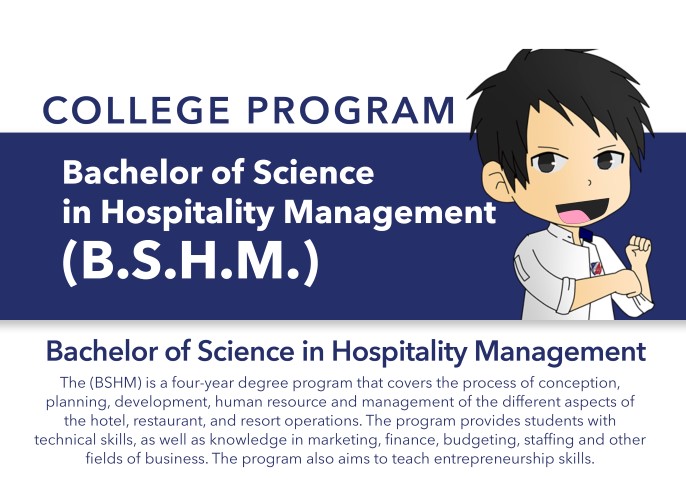 COLLEGE PROGRAM
Bachelor of Science
in Hospitality Management
(B.S.H.M.)
Bachelor of Science in Hospitality Management
The (BSHM) is a four-year degree program that covers the process of conception,
planning, development, human resource and management of the different aspects of
the hotel, restaurant, and resort operations. The program provides students with
technical skills, as well as knowledge in marketing, finance, budgeting, staffing and other
fields of business. The program also aims to teach entrepreneurship skills.